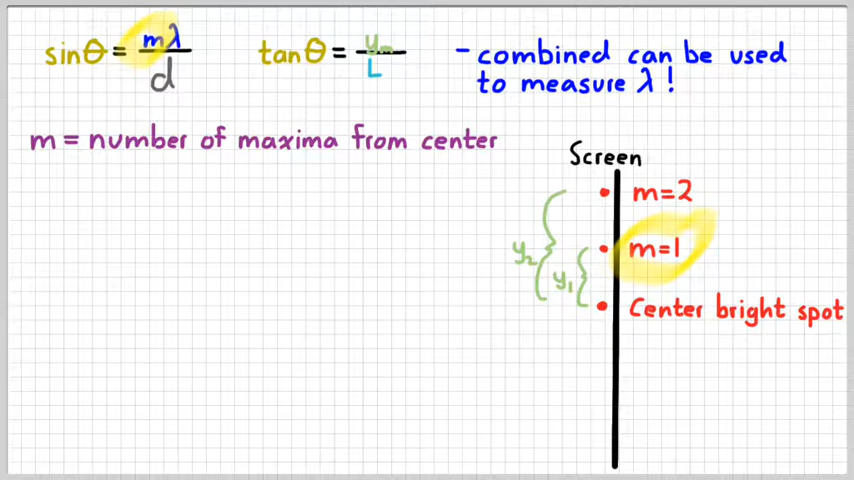 sinθ = mλ/d
tanθ = yₘ/L
- combined can be used
to measure λ!
m = number of maxima from center
Screen
m=2
m=1
y₂
y₁
Center bright spot